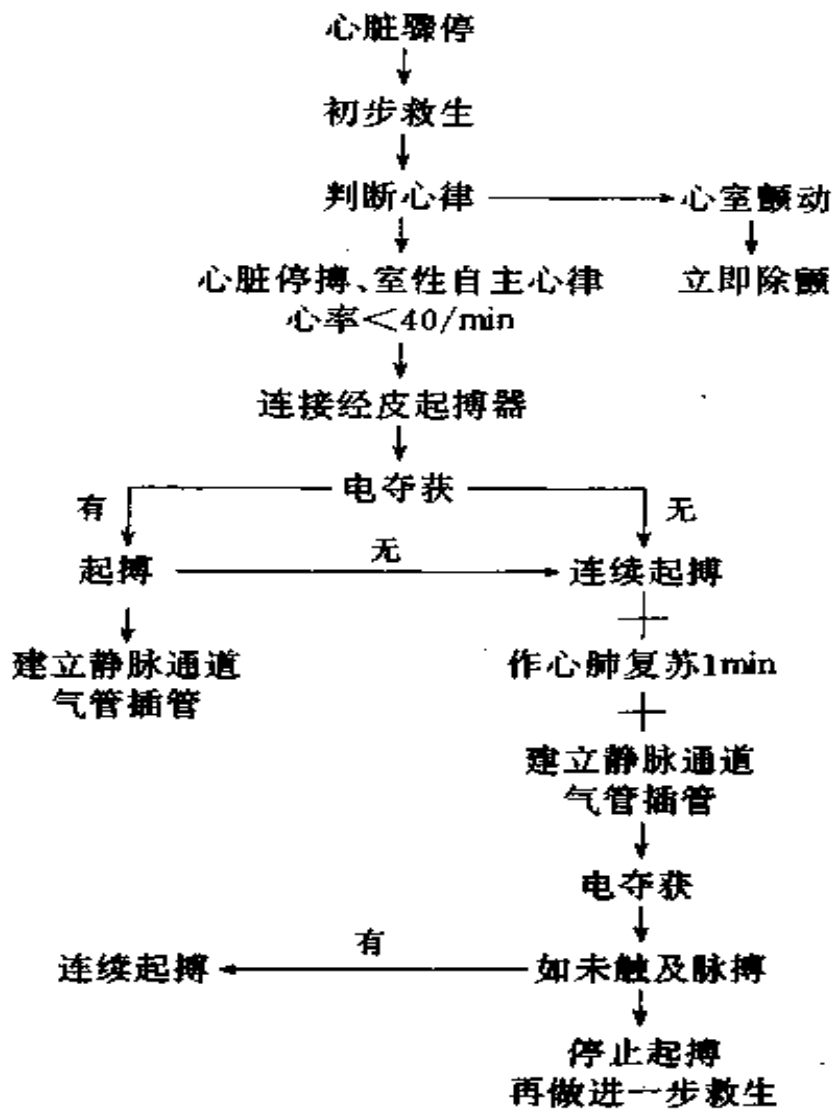 心脏骤停
初步救生
判断心律
心室颤动
心脏停搏、室性自主心律
心率<40/min
立即除颤
连接经皮起搏器
电夺获
有
无
起搏
无
连续起搏
建立静脉通道
气管插管
作心肺复苏1min
建立静脉通道
气管插管
电夺获
连续起搏
有
如未触及脉搏
停止起搏
再做进一步救生